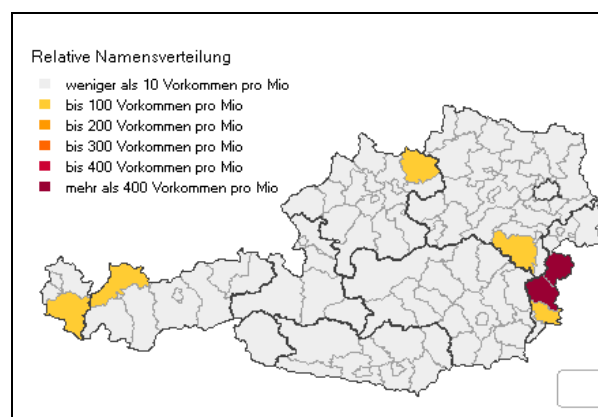 Relative Namensverteilung
weniger als 10 Vorkommen pro Mio
bis 100 Vorkommen pro Mio
bis 200 Vorkommen pro Mio
bis 300 Vorkommen pro Mio
bis 400 Vorkommen pro Mio
mehr als 400 Vorkommen pro Mio